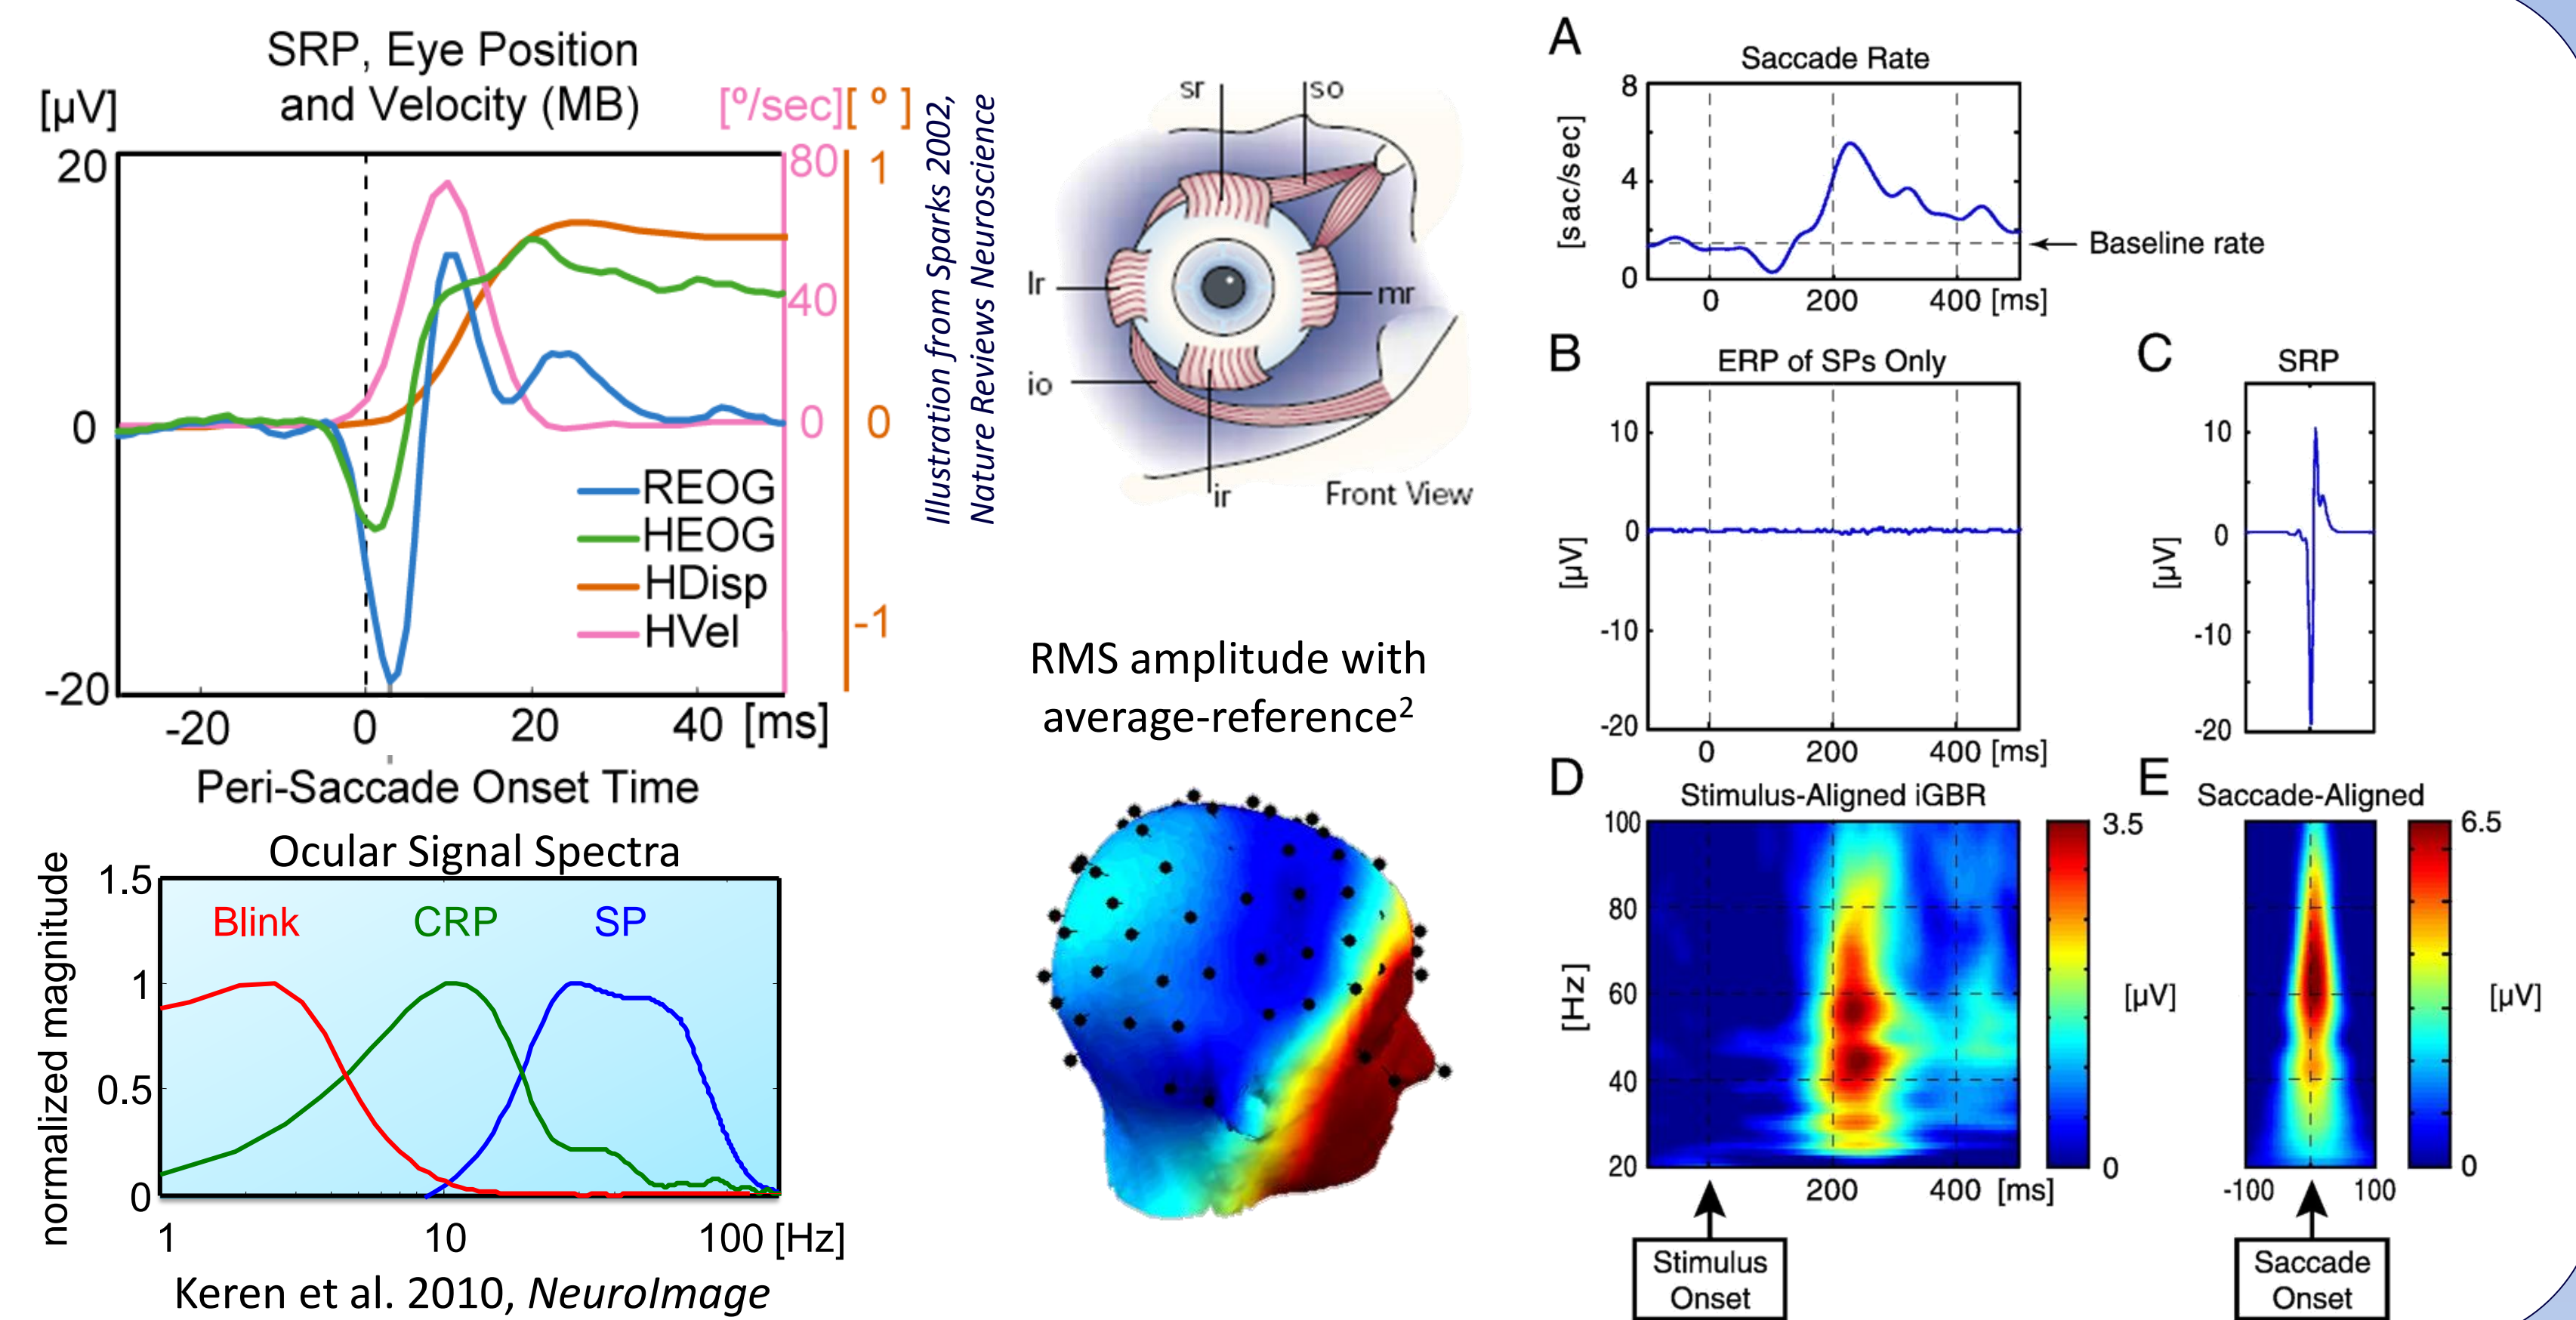 SRP, Eye Position
and Velocity (MB)
[µV]
[º/sec]
[ º ]
20
0
-20
80
40
0
1
0
-1
REOG
HEOG
HDisp
HVel
-20
0
20
40
[ms]
Peri-Saccade Onset Time
Ocular Signal Spectra
normalized magnitude
1.5
1
0.5
0
Blink
CRP
SP
1
10
100
[Hz]
Keren et al. 2010, NeuroImage
Illustration from Sparks 2002,
Nature Reviews Neuroscience
sr
so
lr
mr
io
ir
Front View
RMS amplitude with
average-reference²
A
Saccade Rate
[sac/sec]
8
4
0
0
200
400
[ms]
Baseline rate
B
ERP of SPs Only
[µV]
10
0
-10
-20
0
200
400
[ms]
C
SRP
[µV]
10
0
-10
-20
D
Stimulus-Aligned iGBR
[Hz]
100
80
60
40
20
200
400
[ms]
3.5
[µV]
0
Stimulus
Onset
E
Saccade-Aligned
-100
100
6.5
[µV]
0
Saccade
Onset